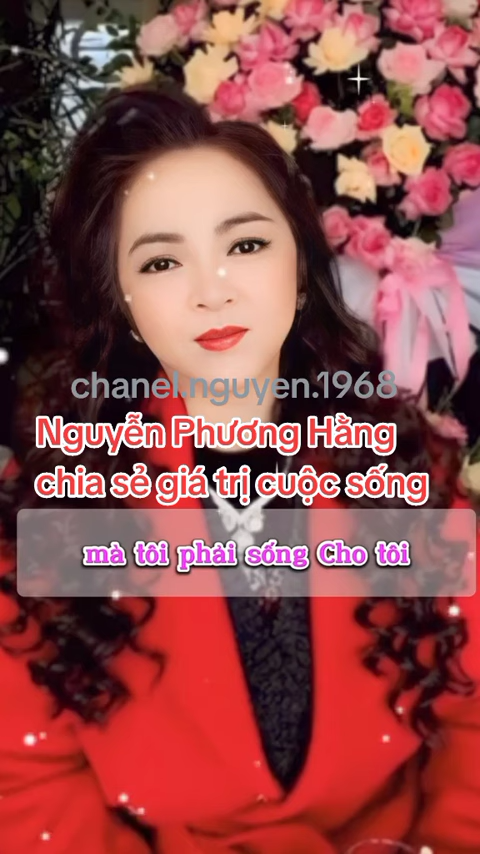 chanel.nguyen.1968
Nguyễn Phương Hằng
chia sẻ giá trị cuộc sống
mà tôi phải sống Cho tôi